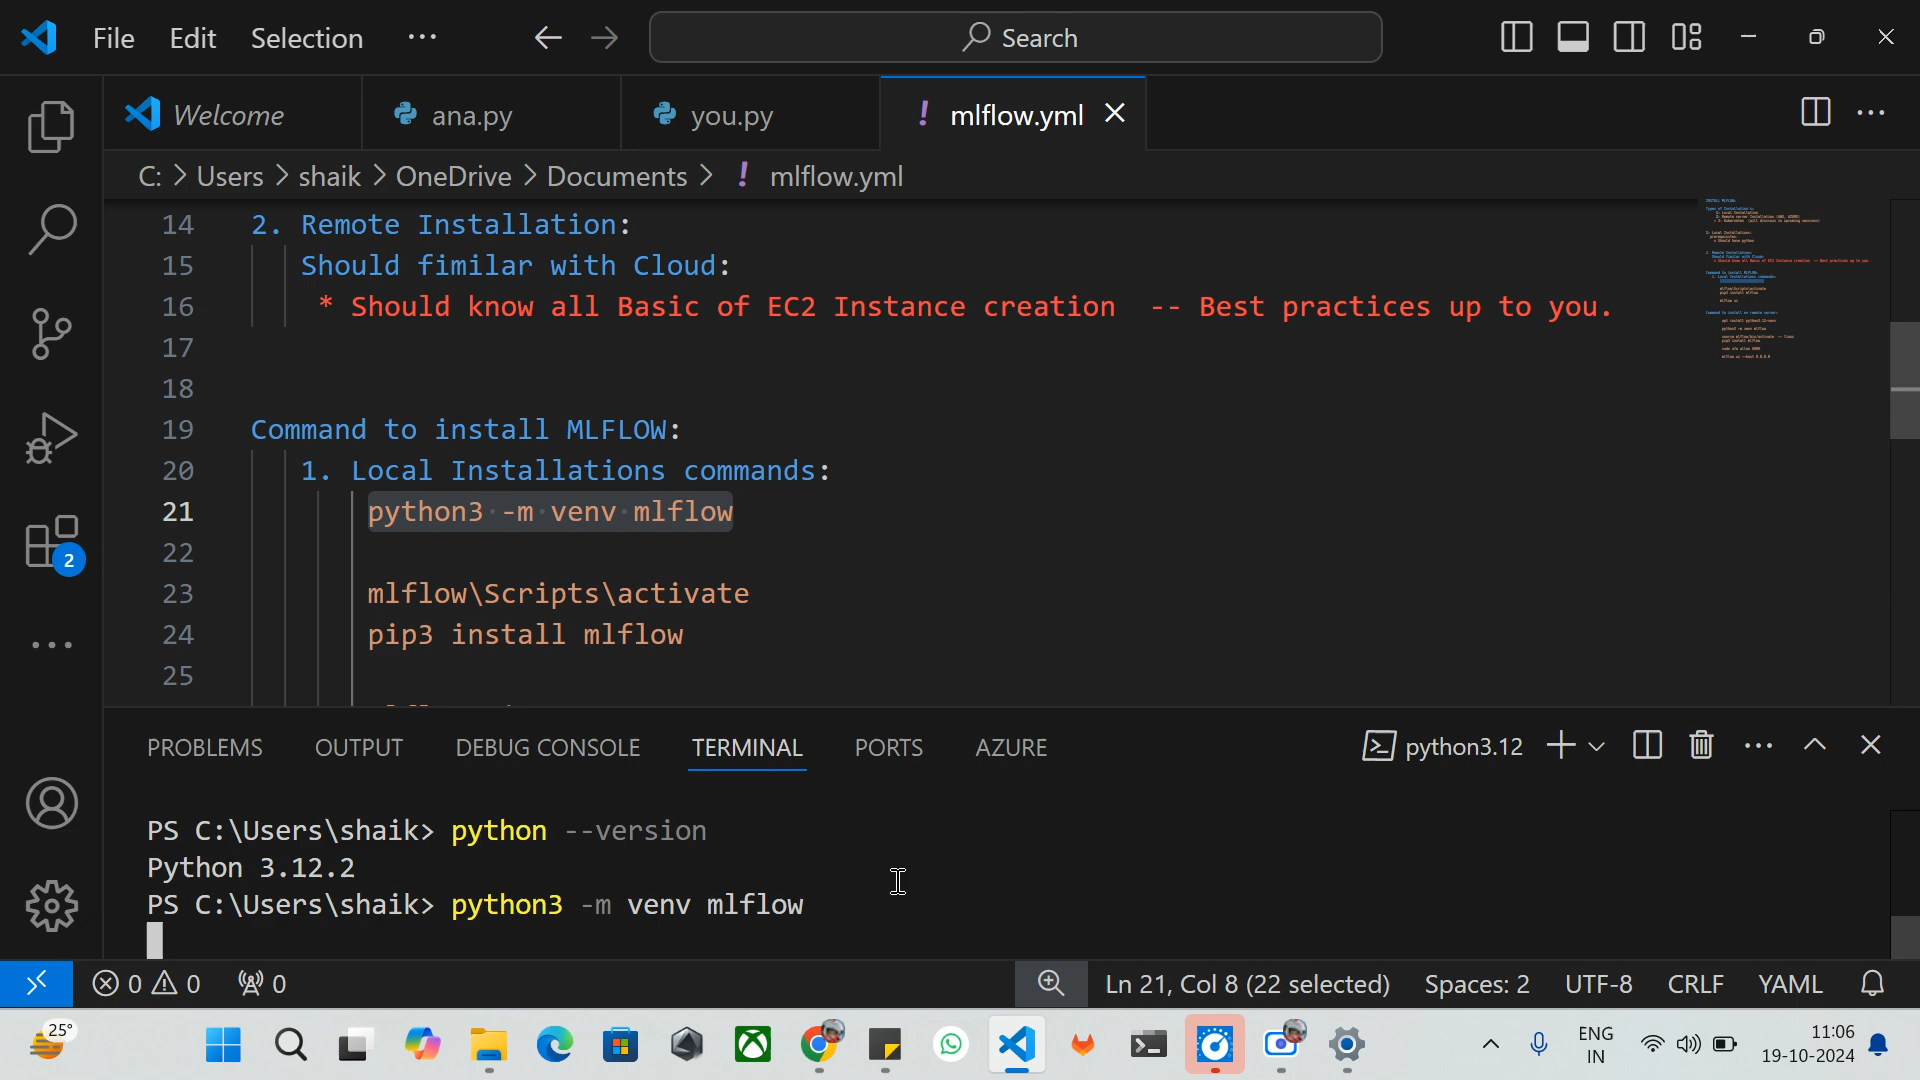 File Edit Selection ··· Search
Welcome ana.py you.py ! mlflow.yml
C: > Users > shaik > OneDrive > Documents > ! mlflow.yml
14 2. Remote Installation:
15 Should fimilar with Cloud:
16 * Should know all Basic of EC2 Instance creation -- Best practices up to you.
17
18
19 Command to install MLFLOW:
20 1. Local Installations commands:
21 python3 -m venv mlflow
22
23 mlflow\Scripts\activate
24 pip3 install mlflow
25
2
PROBLEMS OUTPUT DEBUG CONSOLE TERMINAL PORTS AZURE python3.12
PS C:\Users\shaik> python --version
Python 3.12.2
PS C:\Users\shaik> python3 -m venv mlflow
0 0 0 Ln 21, Col 8 (22 selected) Spaces: 2 UTF-8 CRLF YAML
25° ENG 11:06
IN 19-10-2024